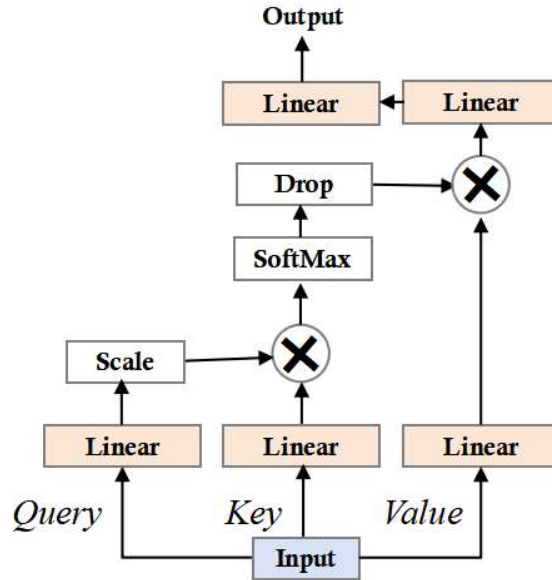 Output
Linear
Linear
Drop
SoftMax
Scale
Linear
Linear
Linear
Query
Key
Value
Input